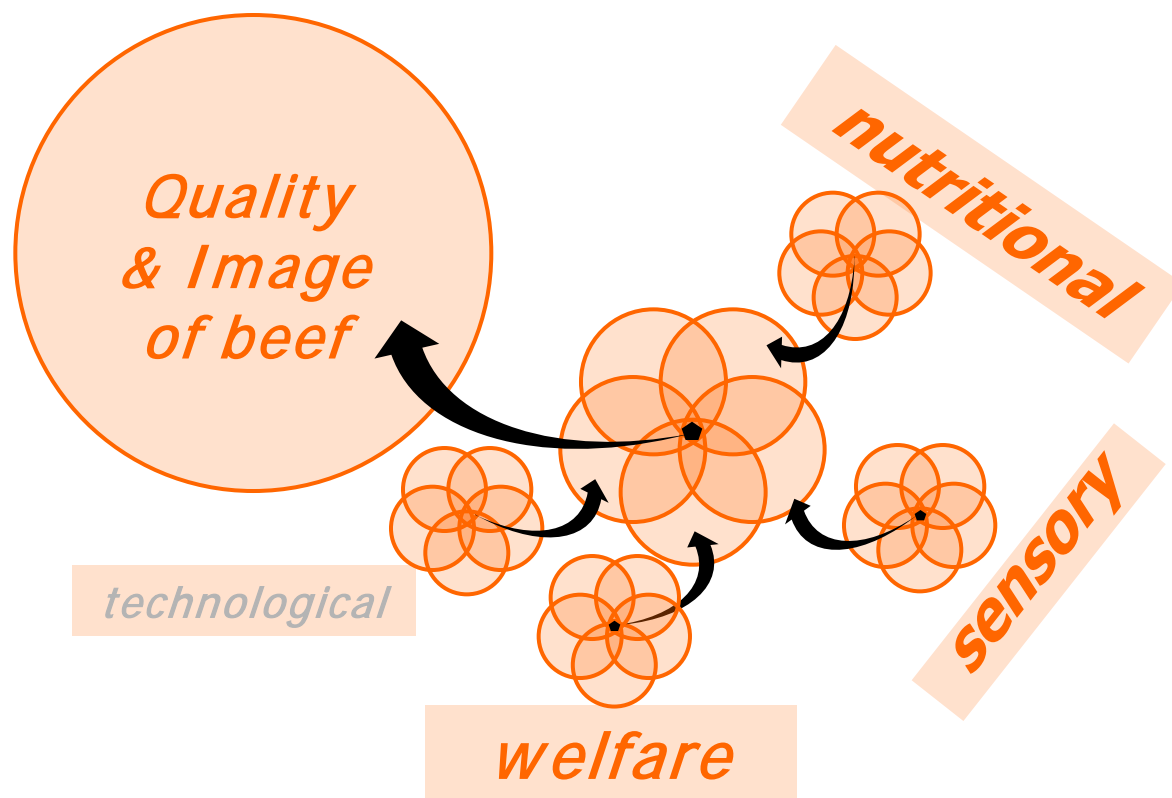 Quality
& Image
of beef
nutritional
sensory
technological
welfare